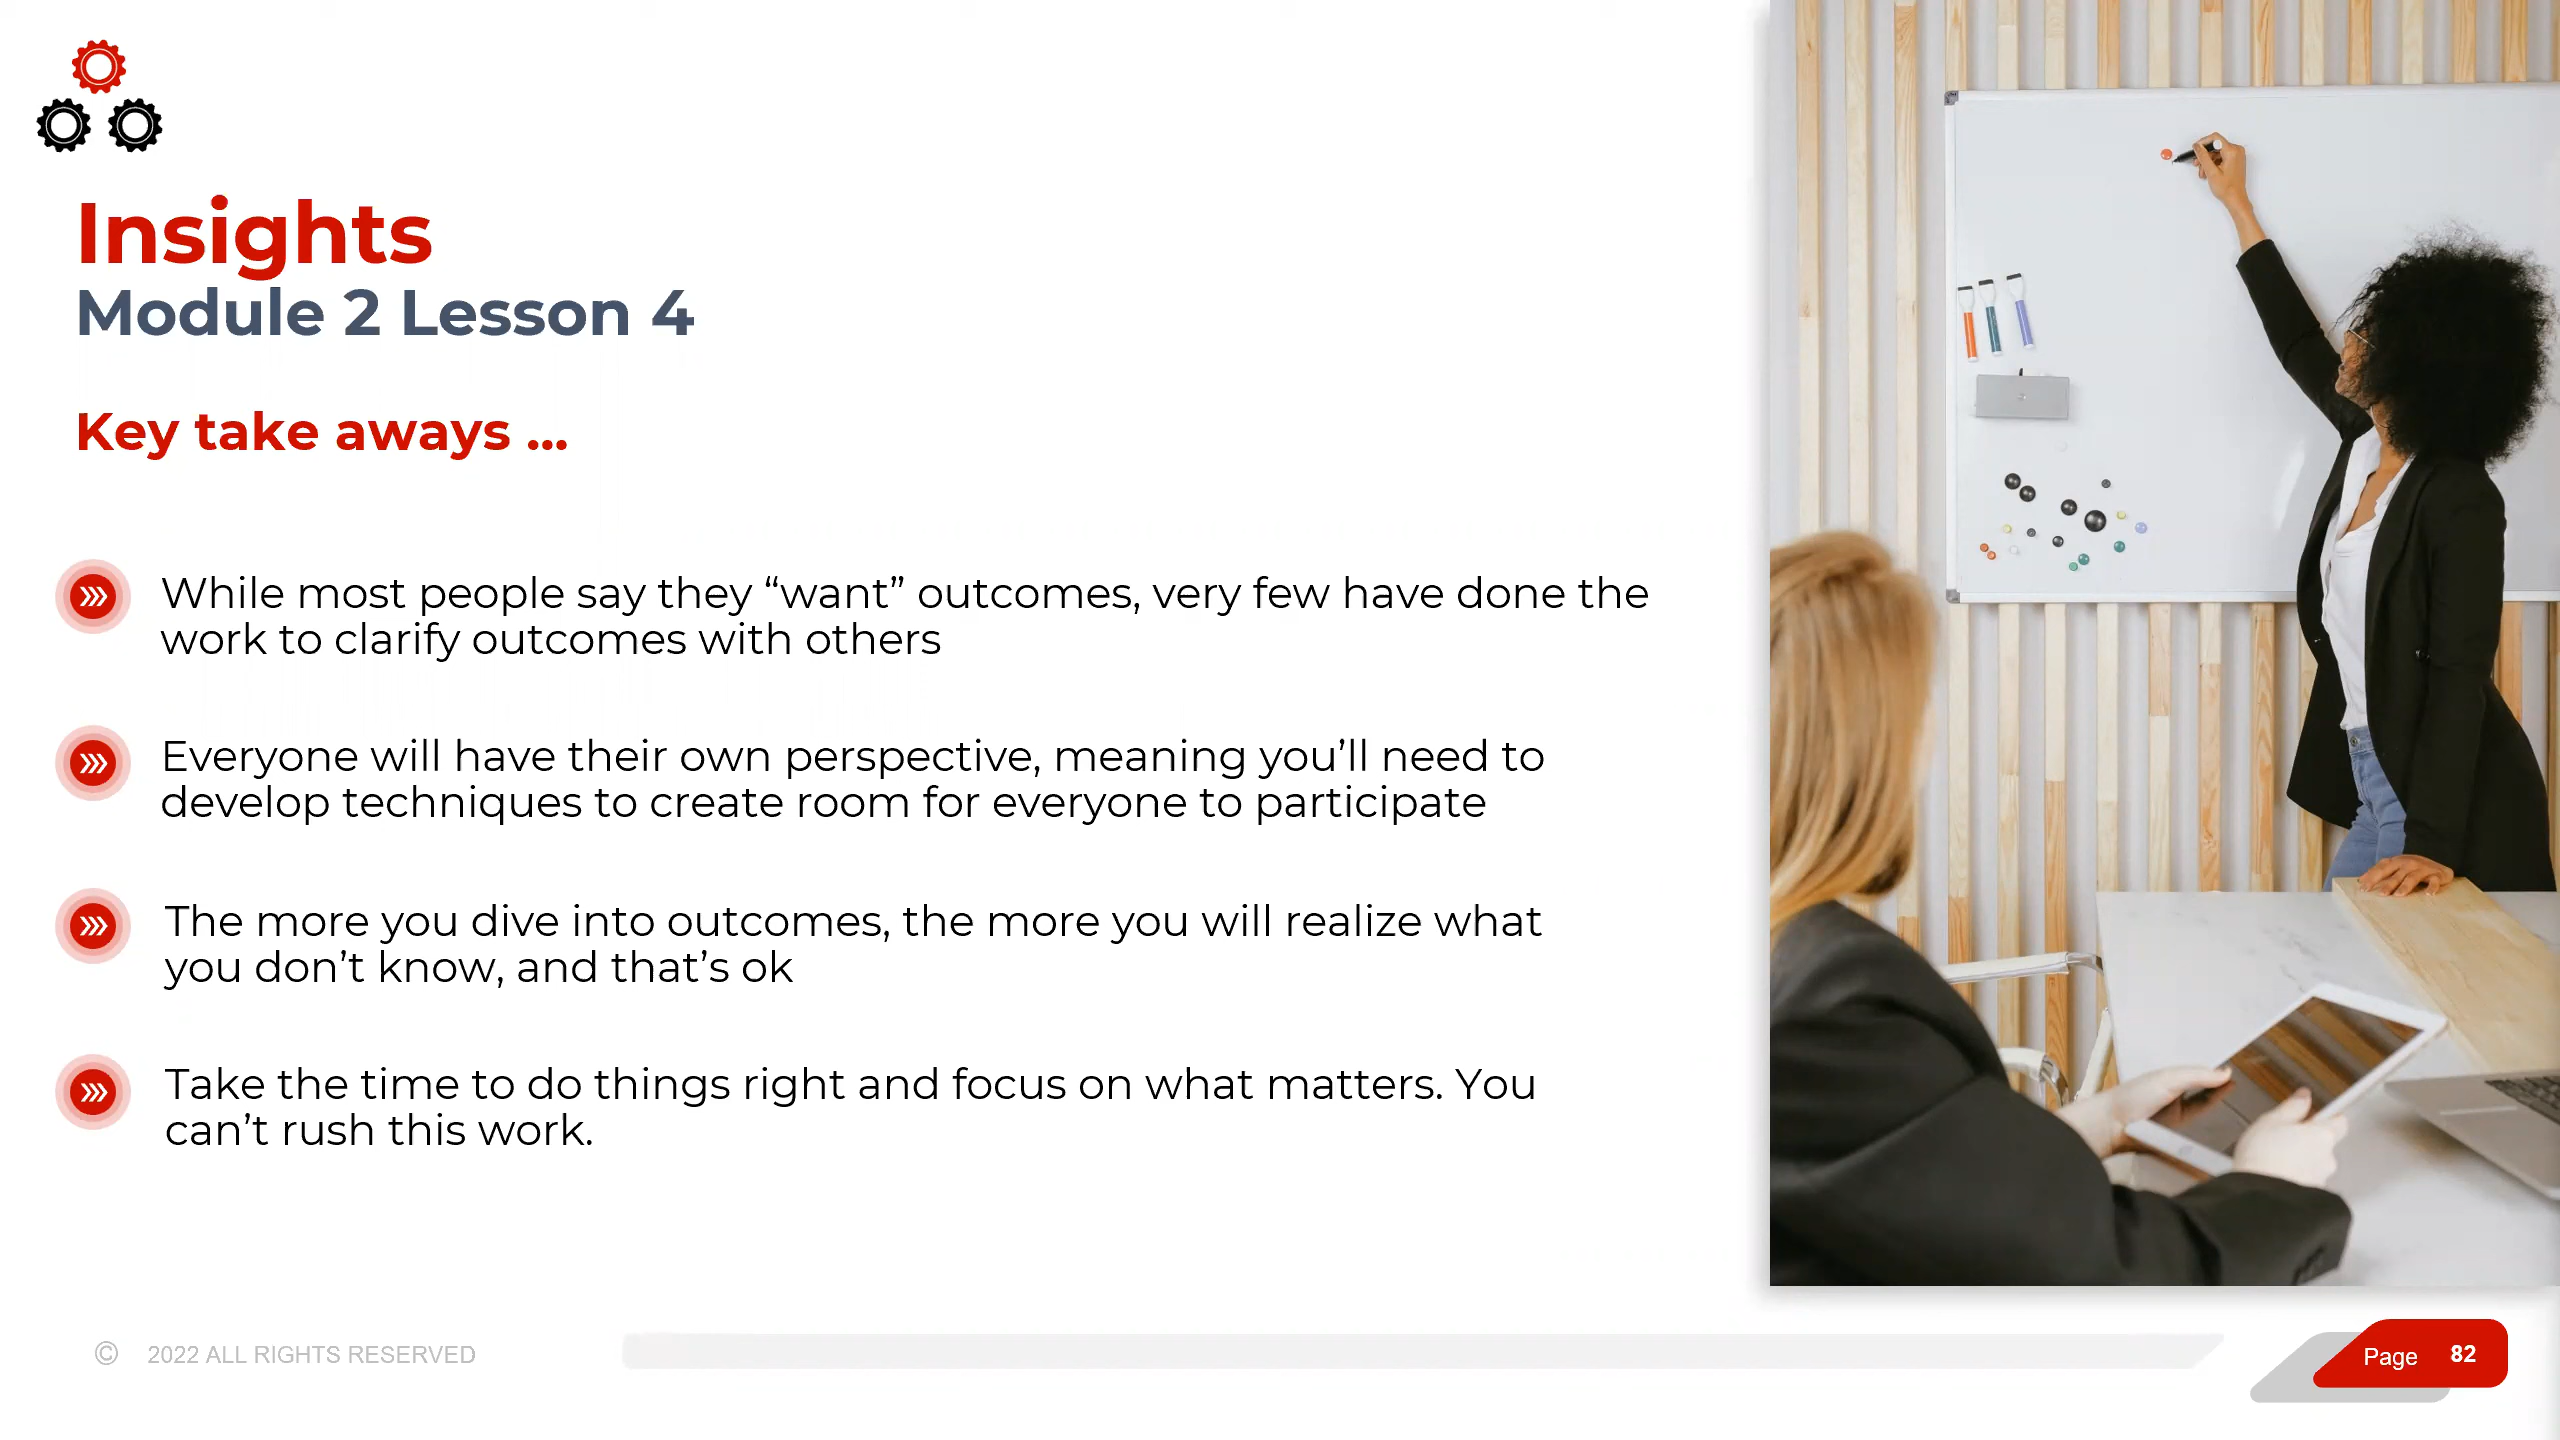 Insights
Module 2 Lesson 4
Key take aways ...
While most people say they “want” outcomes, very few have done the
work to clarify outcomes with others
Everyone will have their own perspective, meaning you’ll need to
develop techniques to create room for everyone to participate
The more you dive into outcomes, the more you will realize what
you don’t know, and that’s ok
Take the time to do things right and focus on what matters. You
can’t rush this work.
© 2022 ALL RIGHTS RESERVED
Page 82